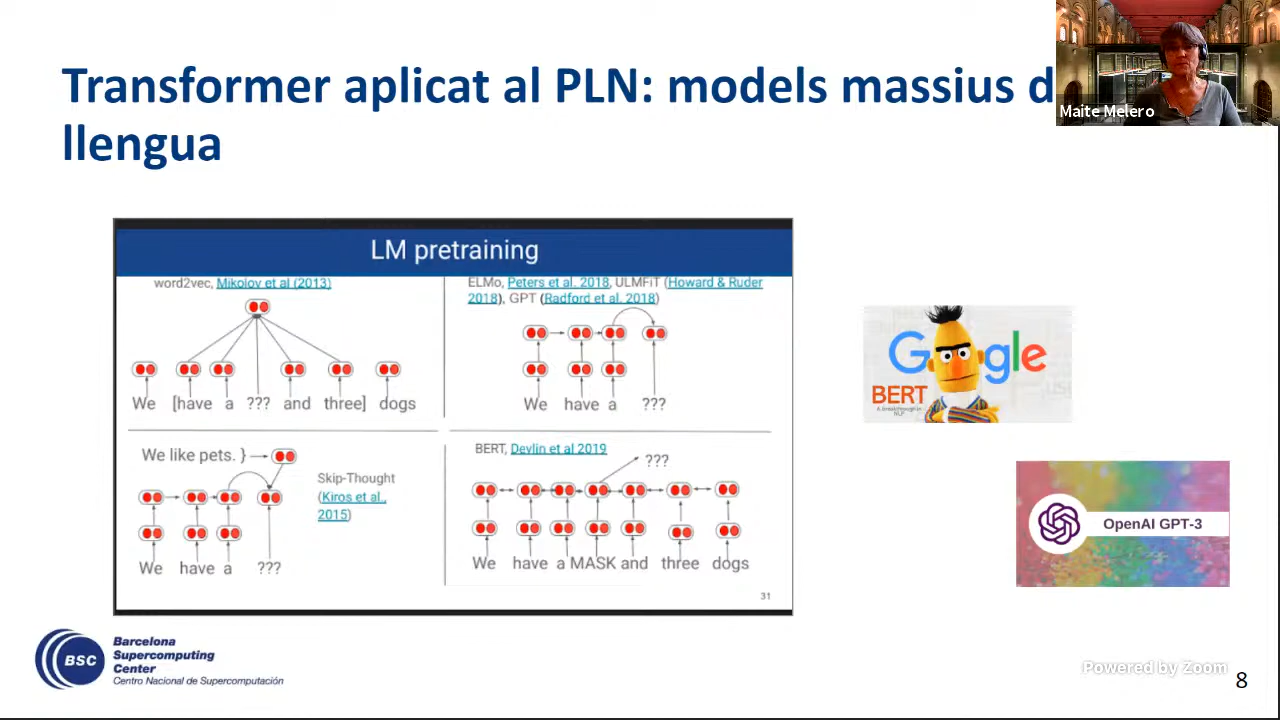 Transformer aplicat al PLN: models massius d
llengua
Maite Melero
LM pretraining
word2vec, Mikolov et al (2013)
We [have a ??? and three] dogs
ELMo, Peters et al. 2018, ULMFiT (Howard & Ruder
2018), GPT (Radford et al. 2018)
We have a ???
We like pets. }
Skip-Thought
(Kiros et al.,
2015)
We have a ???
BERT, Devlin et al 2019
???
We have a MASK and three dogs
31
Google
BERT
A breakthrough in
NLP
OpenAI GPT-3
BSC
Barcelona
Supercomputing
Center
Centro Nacional de Supercomputación
Powered by Zoom
8